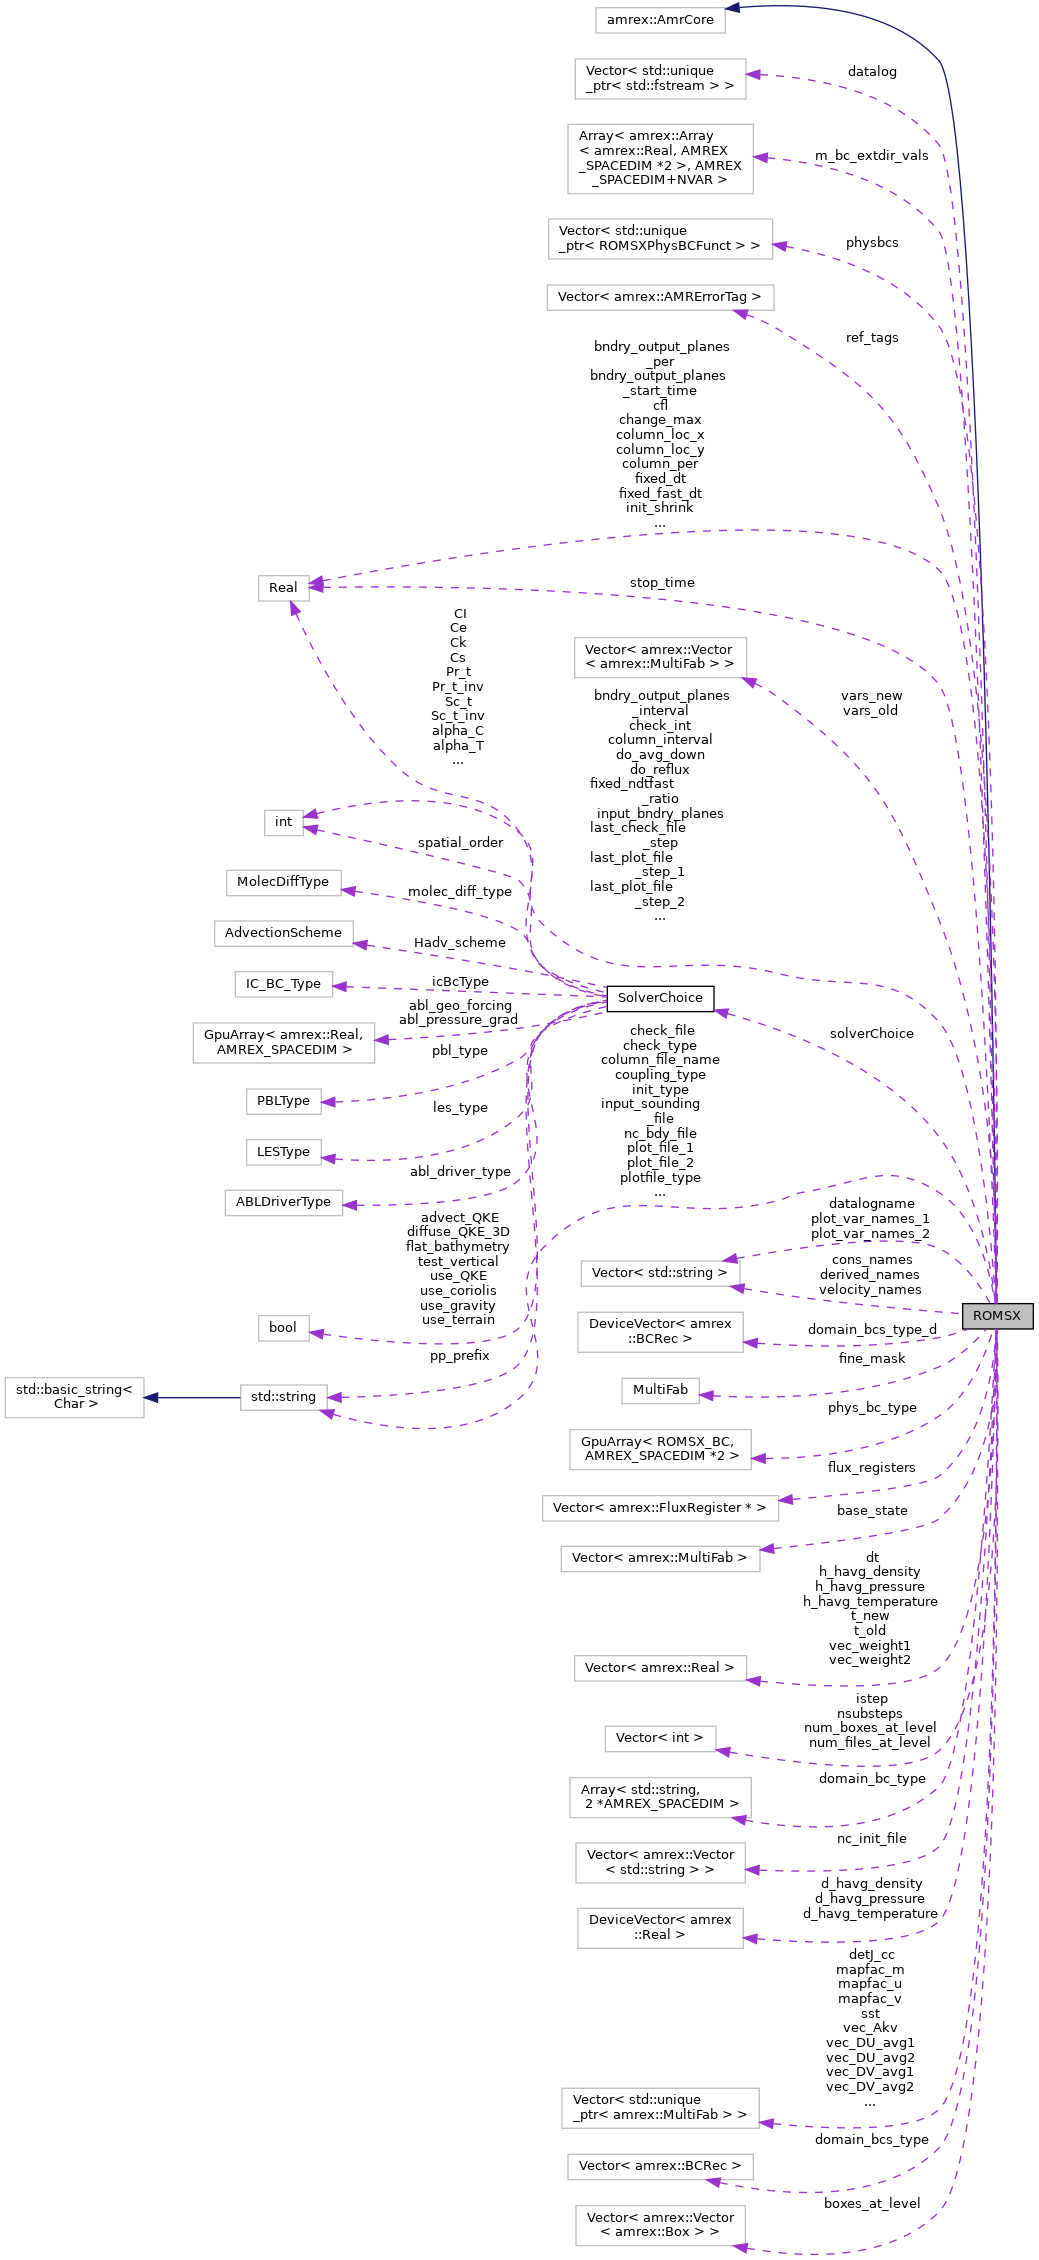 amrex::AmrCore
Vector< std::unique
_ptr< std::fstream > >
datalog
Array< amrex::Array
< amrex::Real, AMREX
_SPACEDIM *2 >, AMREX
_SPACEDIM+NVAR >
m_bc_extdir_vals
Vector< std::unique
_ptr< ROMSXPhysBCFunct > >
physbcs
Vector< amrex::AMRErrorTag >
ref_tags
bndry_output_planes
_per
bndry_output_planes
_start_time
cfl
change_max
column_loc_x
column_loc_y
column_per
fixed_dt
fixed_fast_dt
init_shrink
...
Real
stop_time
CI
Ce
Ck
Cs
Pr_t
Pr_t_inv
Sc_t
Sc_t_inv
alpha_C
alpha_T
...
Vector< amrex::Vector
< amrex::MultiFab > >
vars_new
vars_old
bndry_output_planes
_interval
check_int
column_interval
do_avg_down
do_reflux
fixed_ndtfast
_ratio
input_bndry_planes
last_check_file
_step
last_plot_file
_step_1
last_plot_file
_step_2
...
int
spatial_order
MolecDiffType
molec_diff_type
AdvectionScheme
Hadv_scheme
IC_BC_Type
icBcType
SolverChoice
solverChoice
GpuArray< amrex::Real,
AMREX_SPACEDIM >
abl_geo_forcing
abl_pressure_grad
PBLType
pbl_type
LESType
les_type
ABLDriverType
abl_driver_type
check_file
check_type
column_file_name
coupling_type
init_type
input_sounding
_file
nc_bdy_file
plot_file_1
plot_file_2
plotfile_type
...
advect_QKE
diffuse_QKE_3D
flat_bathymetry
test_vertical
use_QKE
use_coriolis
use_gravity
use_terrain
bool
pp_prefix
std::basic_string<
Char >
std::string
datalogname
plot_var_names_1
plot_var_names_2
Vector< std::string >
cons_names
derived_names
velocity_names
ROMSX
DeviceVector< amrex
::BCRec >
domain_bcs_type_d
MultiFab
fine_mask
GpuArray< ROMSX_BC,
AMREX_SPACEDIM *2 >
phys_bc_type
Vector< amrex::FluxRegister * >
flux_registers
Vector< amrex::MultiFab >
base_state
dt
h_havg_density
h_havg_pressure
h_havg_temperature
t_new
t_old
vec_weight1
vec_weight2
Vector< amrex::Real >
istep
nsubsteps
num_boxes_at_level
num_files_at_level
Vector< int >
Array< std::string,
2 *AMREX_SPACEDIM >
domain_bc_type
Vector< amrex::Vector
< std::string > >
nc_init_file
DeviceVector< amrex
::Real >
d_havg_density
d_havg_pressure
d_havg_temperature
detJ_cc
mapfac_m
mapfac_u
mapfac_v
sst
vec_Akv
vec_DU_avg1
vec_DU_avg2
vec_DV_avg1
vec_DV_avg2
...
Vector< std::unique
_ptr< amrex::MultiFab > >
Vector< amrex::BCRec >
domain_bcs_type
Vector< amrex::Vector
< amrex::Box > >
boxes_at_level